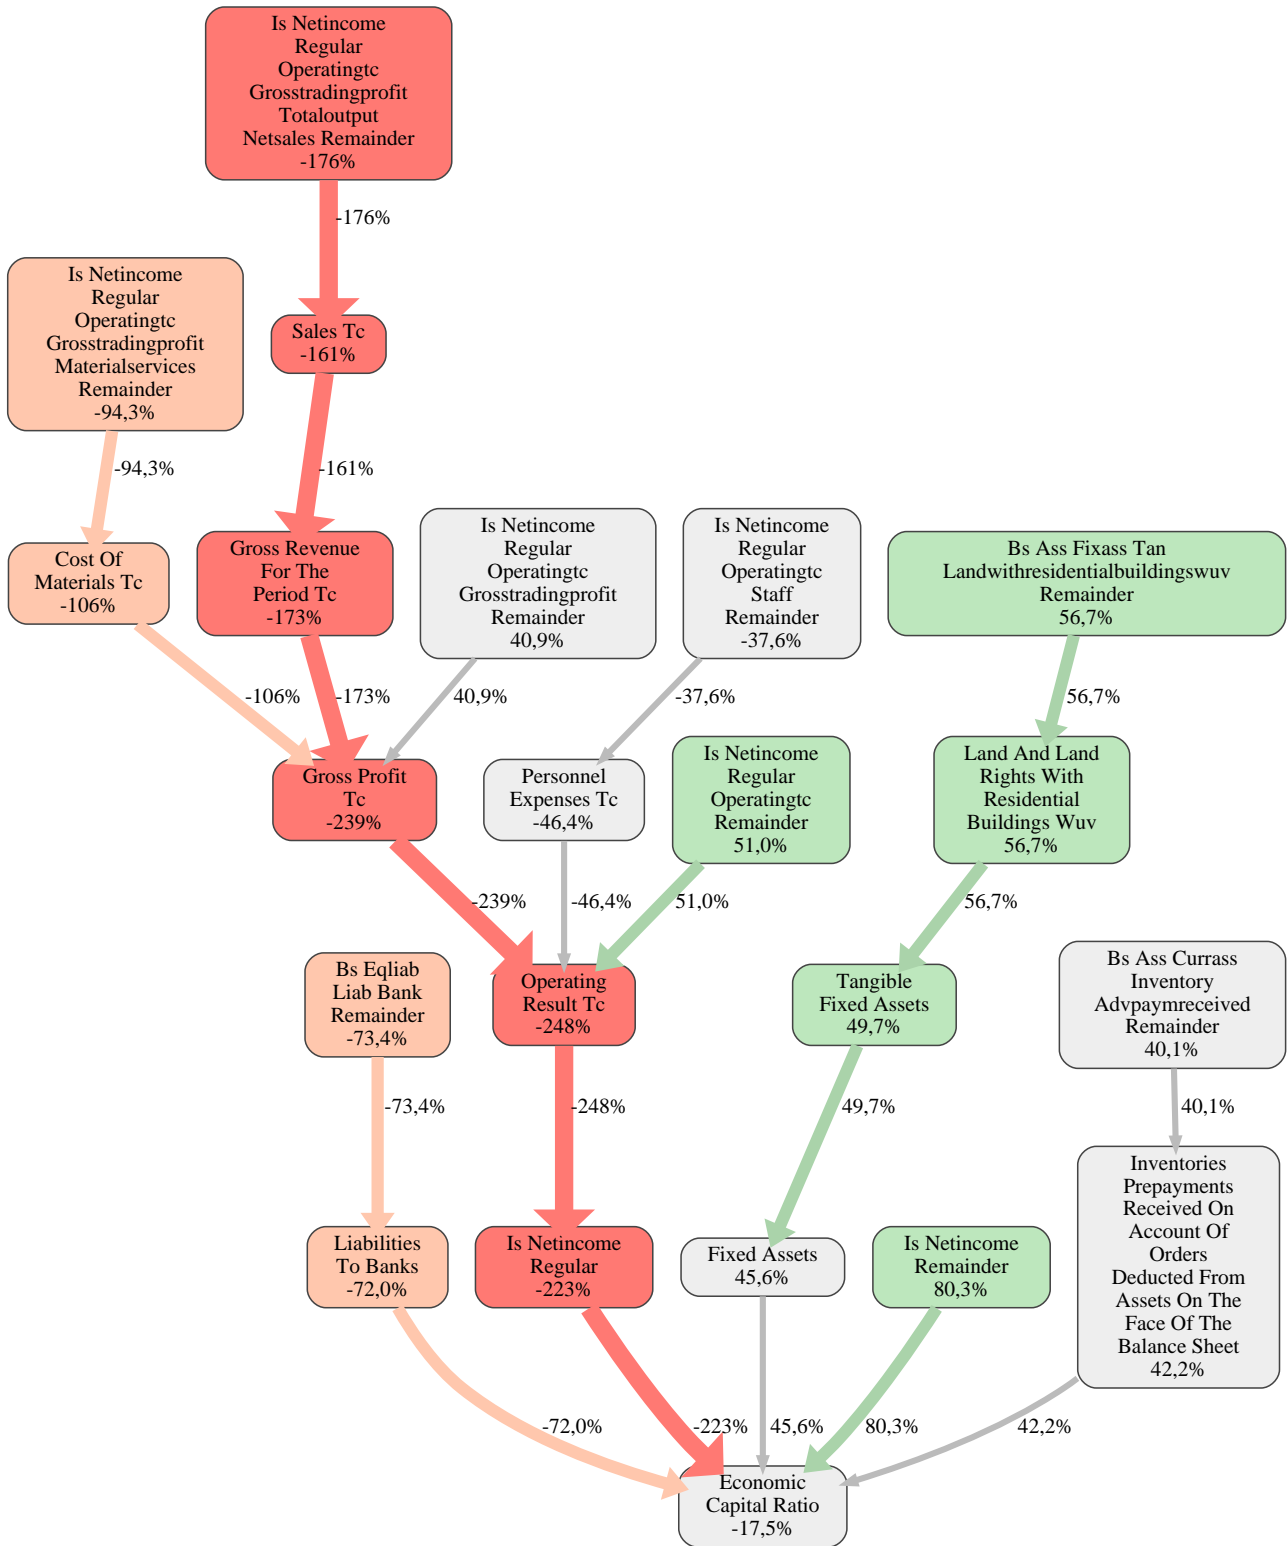 Is Netincome
Regular
Operatingtc
Grosstradingprofit
Totaloutput
Netsales Remainder
-176%
-176%
Is Netincome
Regular
Operatingtc
Grosstradingprofit
Materialservices
Remainder
-94,3%
Sales Tc
-161%
-94,3%
-161%
Cost Of
Materials Tc
-106%
Gross Revenue
For The
Period Tc
-173%
Is Netincome
Regular
Operatingtc
Grosstradingprofit
Remainder
40,9%
Is Netincome
Regular
Operatingtc
Staff
Remainder
-37,6%
Bs Ass Fixass Tan
Landwithresidentialbuildingswuv
Remainder
56,7%
-106%
-173%
40,9%
-37,6%
56,7%
Gross Profit
Tc
-239%
Personnel
Expenses Tc
-46,4%
Is Netincome
Regular
Operatingtc
Remainder
51,0%
Land And Land
Rights With
Residential
Buildings Wuv
56,7%
-239%
-46,4%
51,0%
56,7%
Bs Eqliab
Liab Bank
Remainder
-73,4%
Operating
Result Tc
-248%
Tangible
Fixed Assets
49,7%
Bs Ass Currass
Inventory
Advpaymreceived
Remainder
40,1%
-73,4%
-248%
49,7%
40,1%
Liabilities
To Banks
-72,0%
Is Netincome
Regular
-223%
Fixed Assets
45,6%
Is Netincome
Remainder
80,3%
Inventories
Prepayments
Received On
Account Of
Orders
Deducted From
Assets On The
Face Of The
Balance Sheet
42,2%
-72,0%
-223%
45,6%
80,3%
42,2%
Economic
Capital Ratio
-17,5%